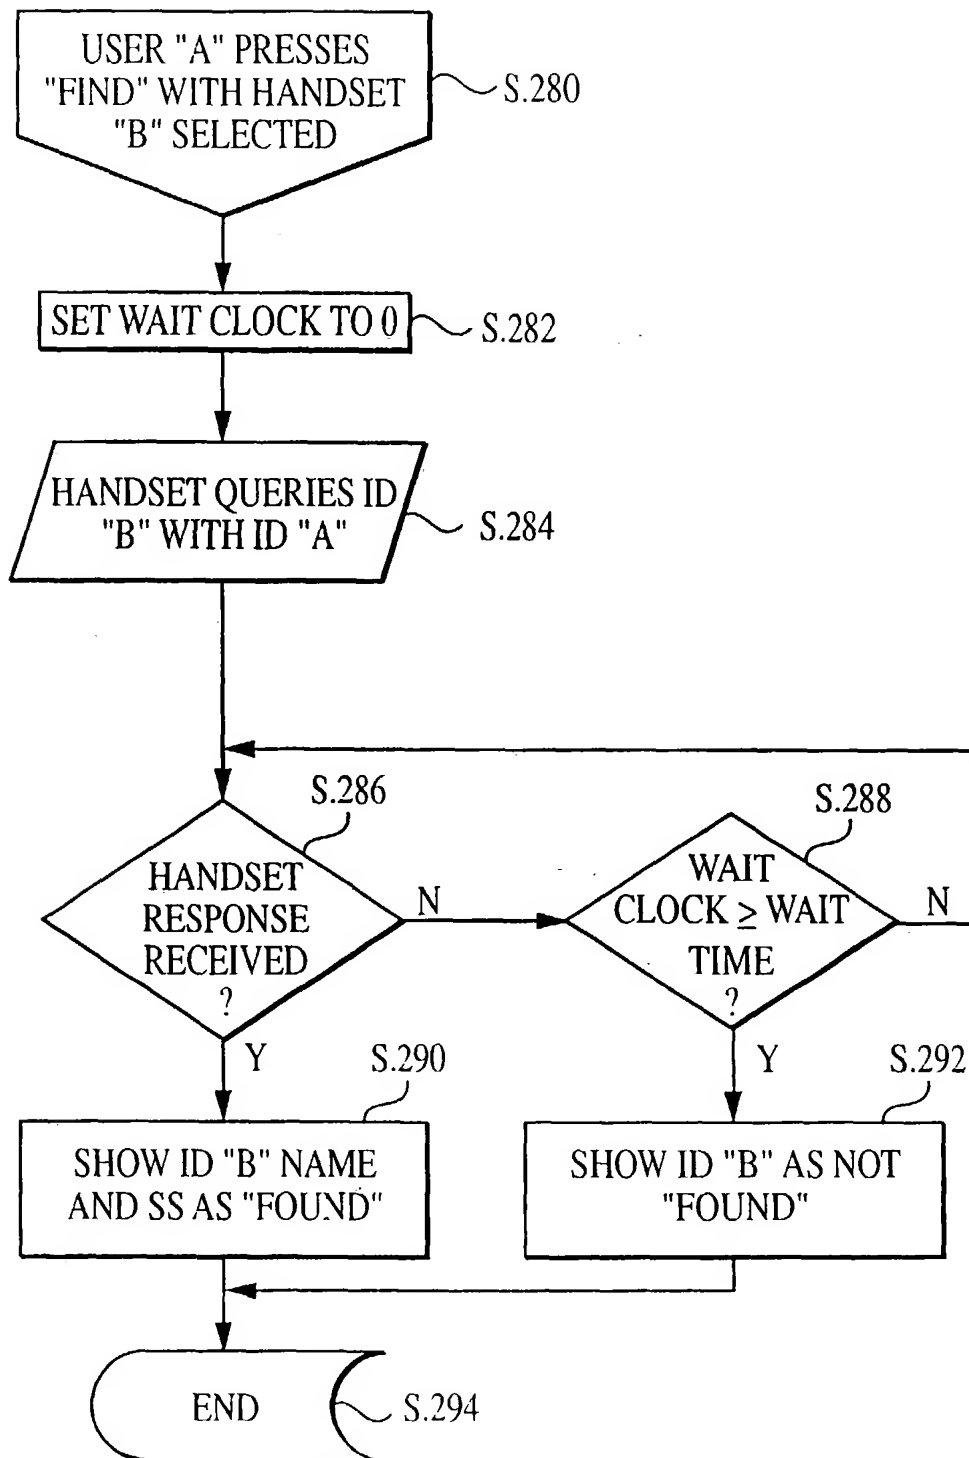 USER "A" PRESSES
"FIND" WITH HANDSET
"B" SELECTED
S.280
SET WAIT CLOCK TO 0
S.282
HANDSET QUERIES ID
"B" WITH ID "A"
S.284
S.286
HANDSET
RESPONSE
RECEIVED
?
N
Y
S.288
WAIT
CLOCK ≥ WAIT
TIME
?
N
Y
S.290
SHOW ID "B" NAME
AND SS AS "FOUND"
S.292
SHOW ID "B" AS NOT
"FOUND"
END
S.294